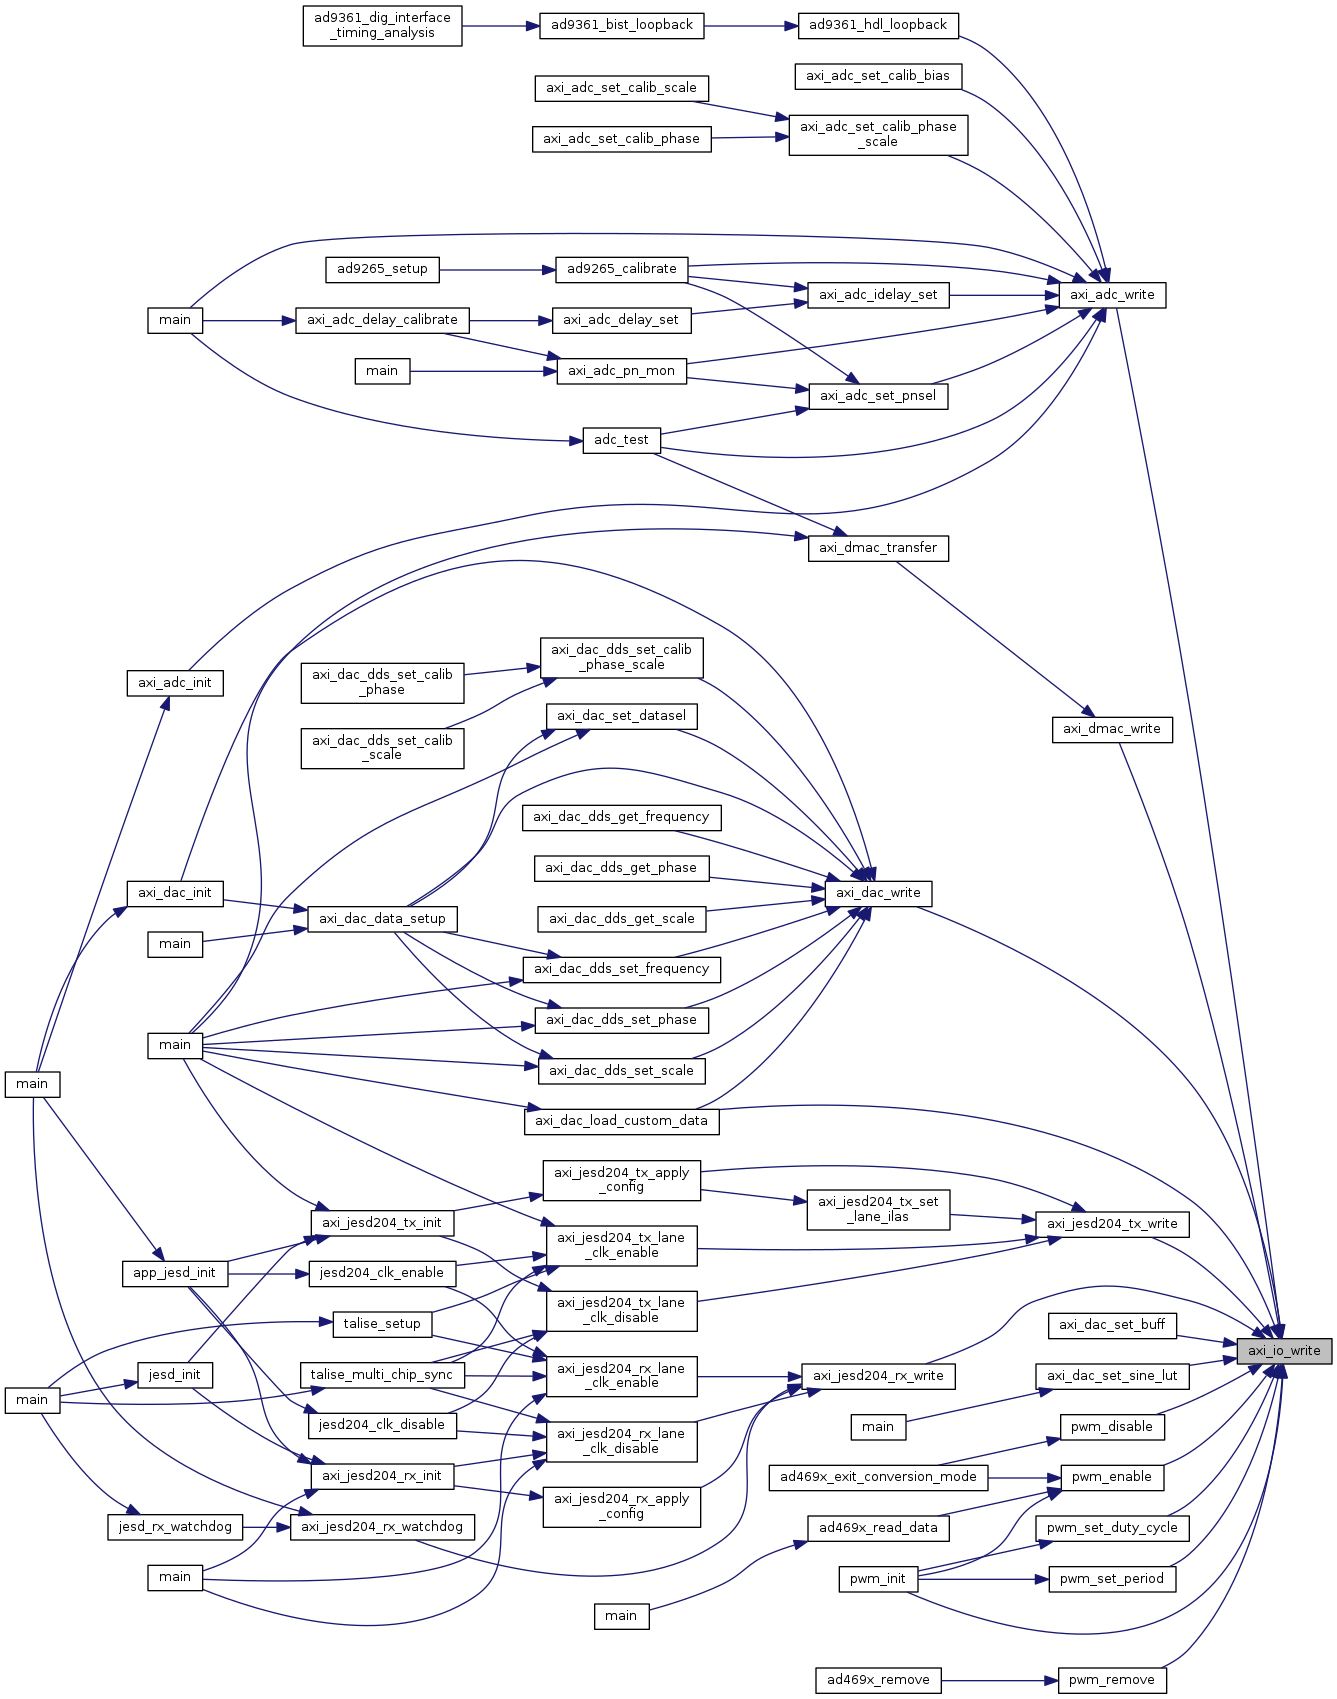 ad9361_dig_interface
_timing_analysis
ad9361_bist_loopback
ad9361_hdl_loopback
axi_adc_set_calib_bias
axi_adc_set_calib_scale
axi_adc_set_calib_phase
_scale
axi_adc_set_calib_phase
ad9265_setup
ad9265_calibrate
axi_adc_idelay_set
axi_adc_write
main
axi_adc_delay_calibrate
axi_adc_delay_set
main
axi_adc_pn_mon
axi_adc_set_pnsel
adc_test
axi_dmac_transfer
axi_adc_init
axi_dac_dds_set_calib
_phase
axi_dac_dds_set_calib
_phase_scale
axi_dac_set_datasel
axi_dmac_write
axi_dac_dds_set_calib
_scale
axi_dac_dds_get_frequency
axi_dac_dds_get_phase
axi_dac_init
axi_dac_write
axi_dac_data_setup
axi_dac_dds_get_scale
main
axi_dac_dds_set_frequency
axi_dac_dds_set_phase
main
axi_dac_dds_set_scale
main
axi_dac_load_custom_data
axi_jesd204_tx_apply
_config
axi_jesd204_tx_set
_lane_ilas
axi_jesd204_tx_init
axi_jesd204_tx_write
axi_jesd204_tx_lane
_clk_enable
app_jesd_init
jesd204_clk_enable
axi_jesd204_tx_lane
_clk_disable
talise_setup
axi_dac_set_buff
axi_io_write
jesd_init
talise_multi_chip_sync
axi_jesd204_rx_lane
_clk_enable
axi_jesd204_rx_write
axi_dac_set_sine_lut
main
jesd204_clk_disable
main
pwm_disable
axi_jesd204_rx_lane
_clk_disable
axi_jesd204_rx_init
ad469x_exit_conversion_mode
pwm_enable
axi_jesd204_rx_apply
_config
jesd_rx_watchdog
axi_jesd204_rx_watchdog
ad469x_read_data
pwm_set_duty_cycle
main
pwm_init
pwm_set_period
main
ad469x_remove
pwm_remove